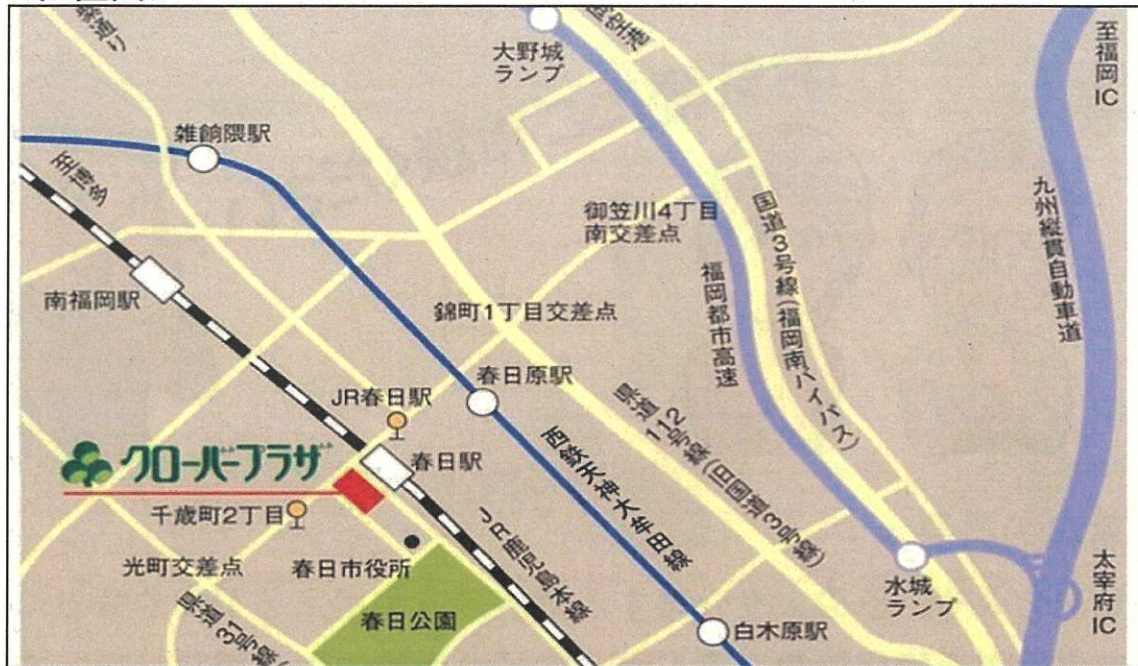 筑紫通り
大野城
ランプ
福岡空港
至福岡IC
雑餉隈駅
至博多
御笠川4丁目
南交差点
国道3号線(福岡南バイパス)
九州縦貫自動車道
南福岡駅
錦町1丁目交差点
福岡都市高速
春日原駅
JR春日駅
県道112号線(旧国道3号線)
クローバープラザ
春日駅
西鉄天神大牟田線
千歳町2丁目
JR鹿児島本線
光町交差点
春日市役所
水城
ランプ
太宰府IC
県道31号線(
春日公園
白木原駅